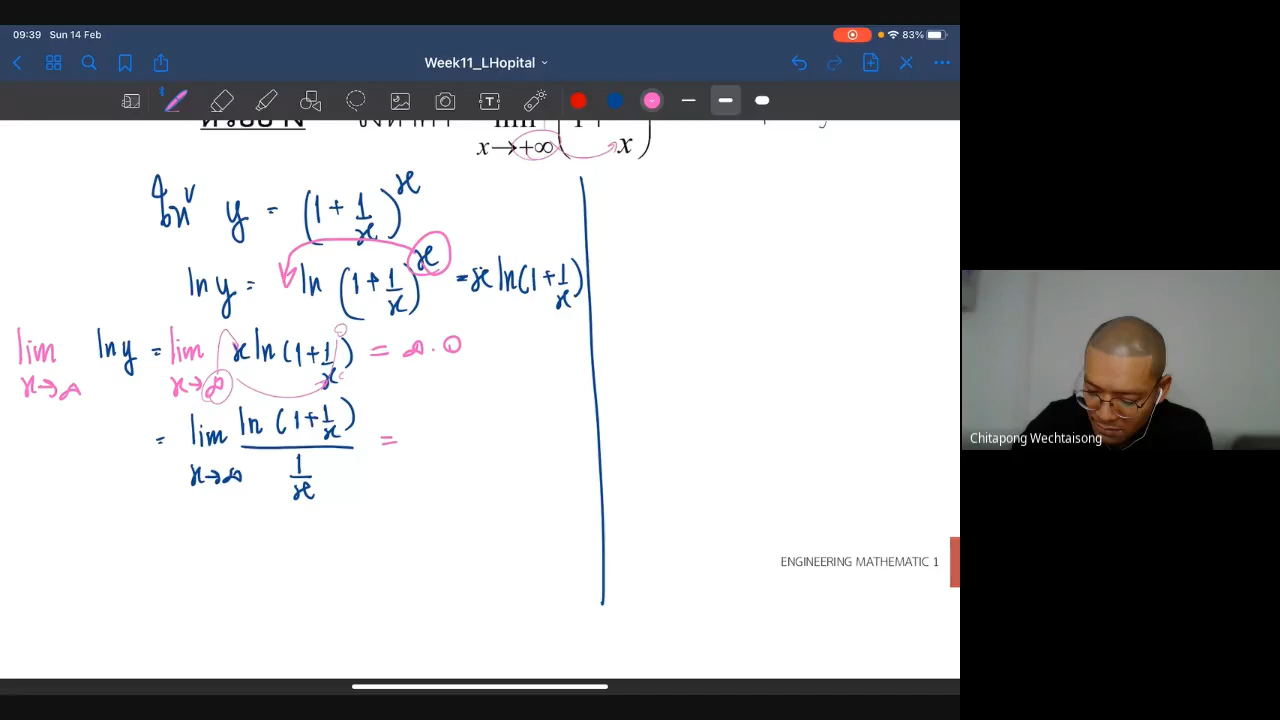 09:39 Sun 14 Feb
83%
Week11_LHopital
T
x→+∞ x
ให้ y = (1 + 1/x)^x
ln y = ln (1 + 1/x)^x = x ln(1 + 1/x)
lim x→∞ ln y = lim x→∞ x ln (1 + 1/x) = ∞ · 0
= lim x→∞ ln (1 + 1/x) / (1/x) =
ENGINEERING MATHEMATIC 1
Chitapong Wechtaisong